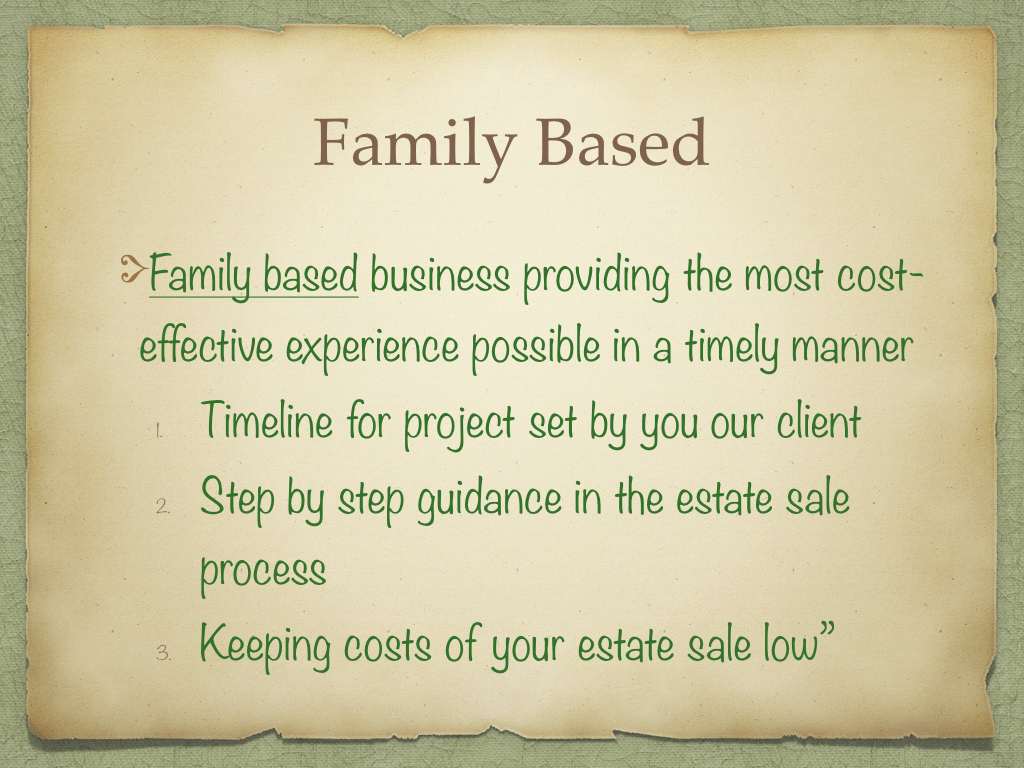 Family Based
Family based business providing the most cost-
effective experience possible in a timely manner
1. Timeline for project set by you our client
2. Step by step guidance in the estate sale
process
3. Keeping costs of your estate sale low”